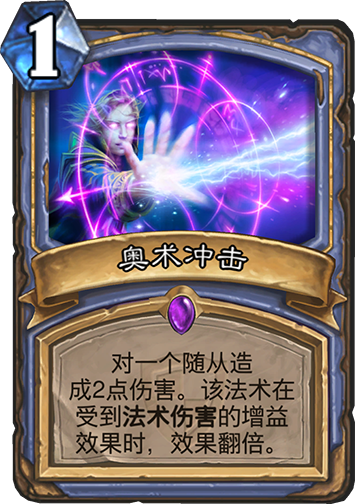 1
奥术冲击
对一个随从造
成2点伤害。该法术在
受到法术伤害的增益
效果时，效果翻倍。